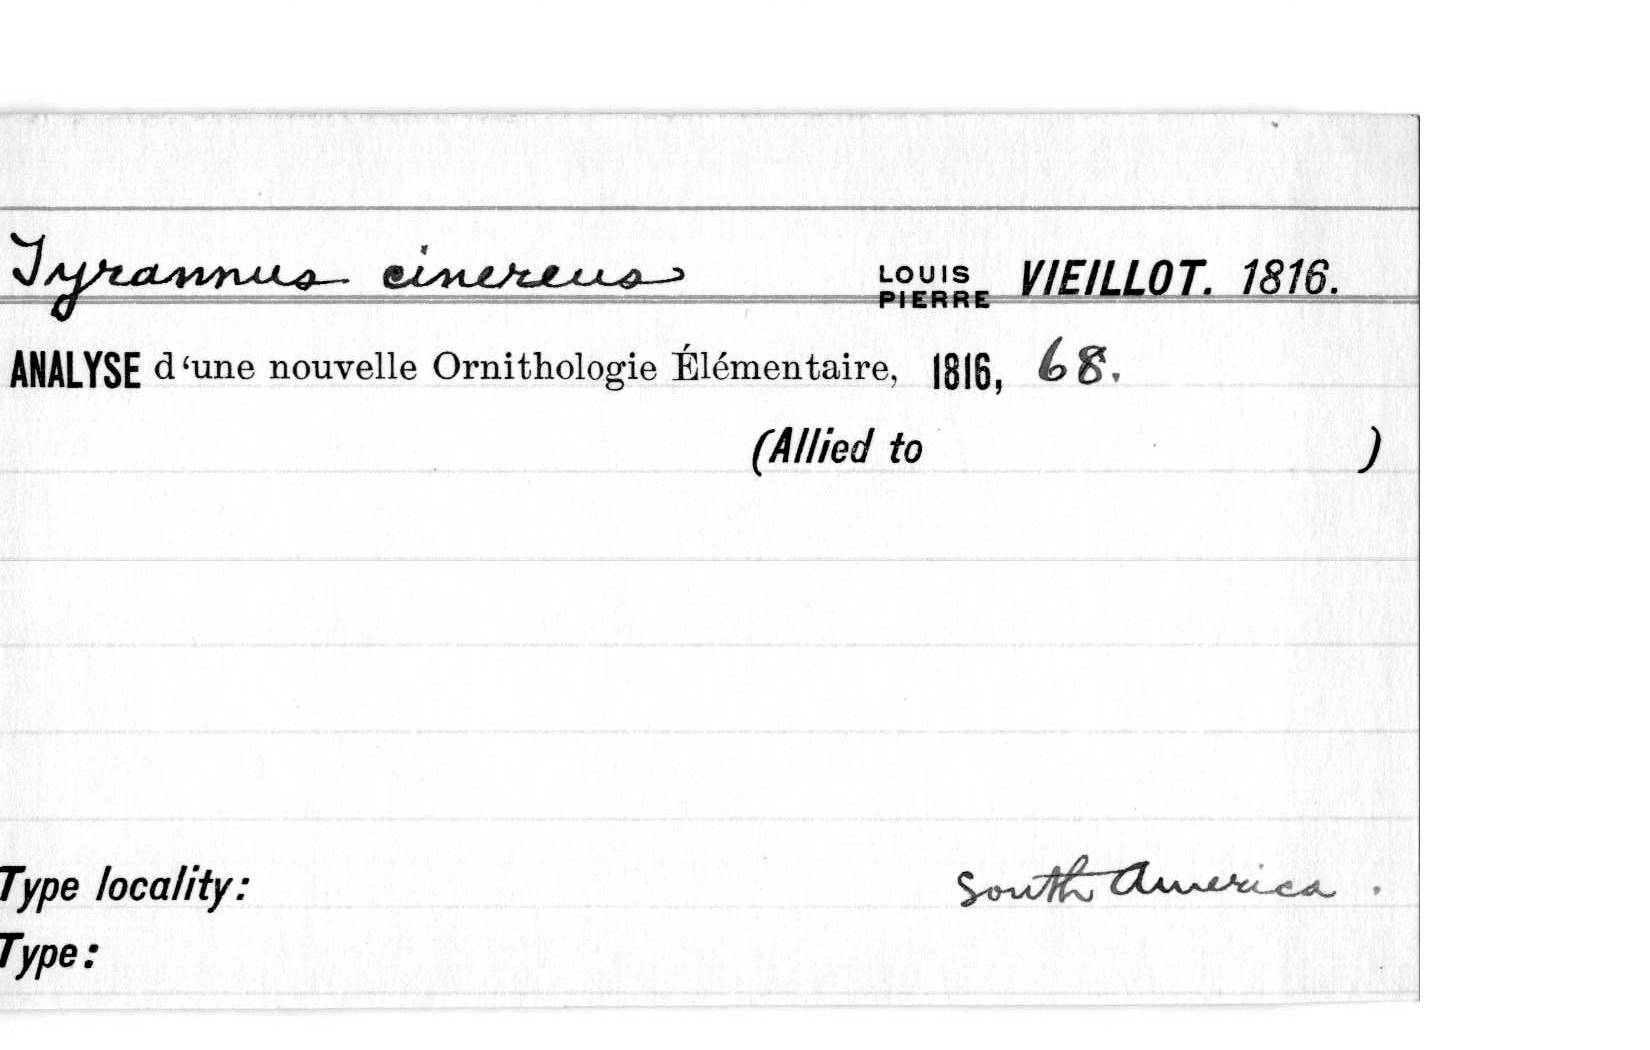 Tyrannus cinereus LOUIS PIERRE VIEILLOT. 1816.
ANALYSE d‘une nouvelle Ornithologie Élémentaire, 1816, 68.
(Allied to )
Type locality: South America.
Type: